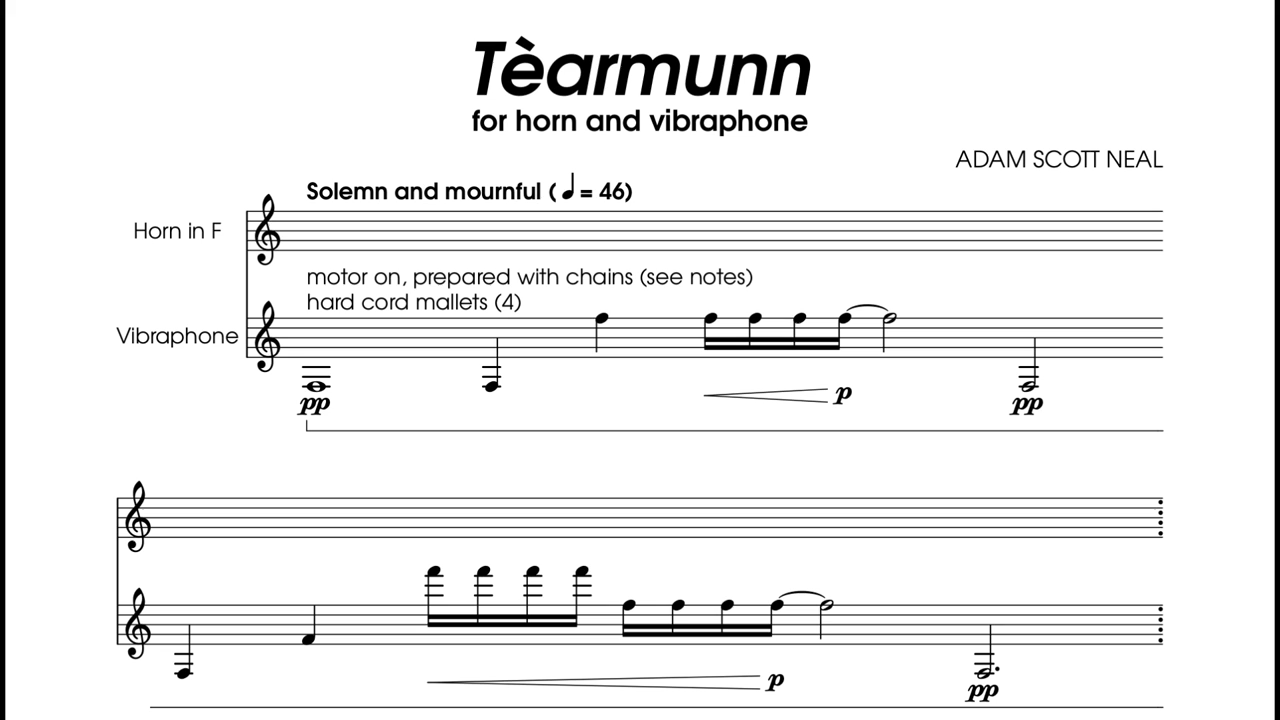 Tèarmunn
for horn and vibraphone
ADAM SCOTT NEAL
Solemn and mournful (♩= 46)
Horn in F
motor on, prepared with chains (see notes)
hard cord mallets (4)
Vibraphone
pp
p
pp
p
pp